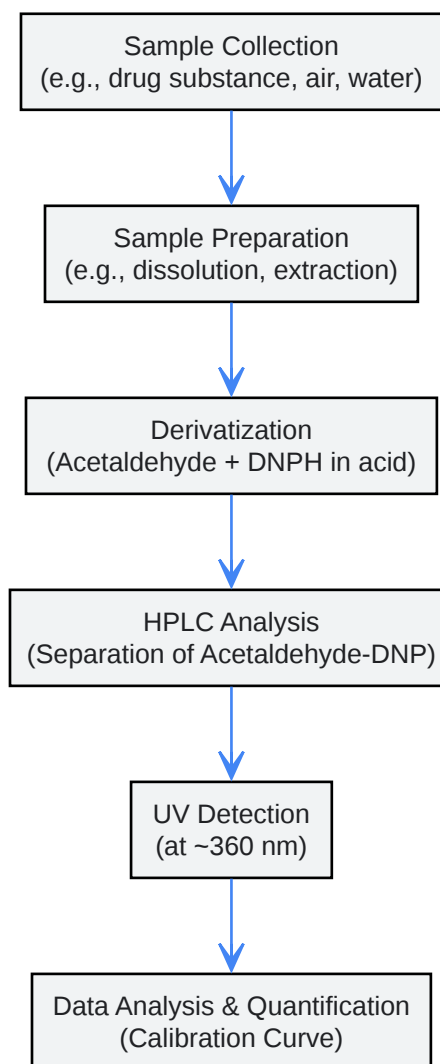 Sample Collection
(e.g., drug substance, air, water)
Sample Preparation
(e.g., dissolution, extraction)
Derivatization
(Acetaldehyde + DNPH in acid)
HPLC Analysis
(Separation of Acetaldehyde-DNP)
UV Detection
(at ~360 nm)
Data Analysis & Quantification
(Calibration Curve)